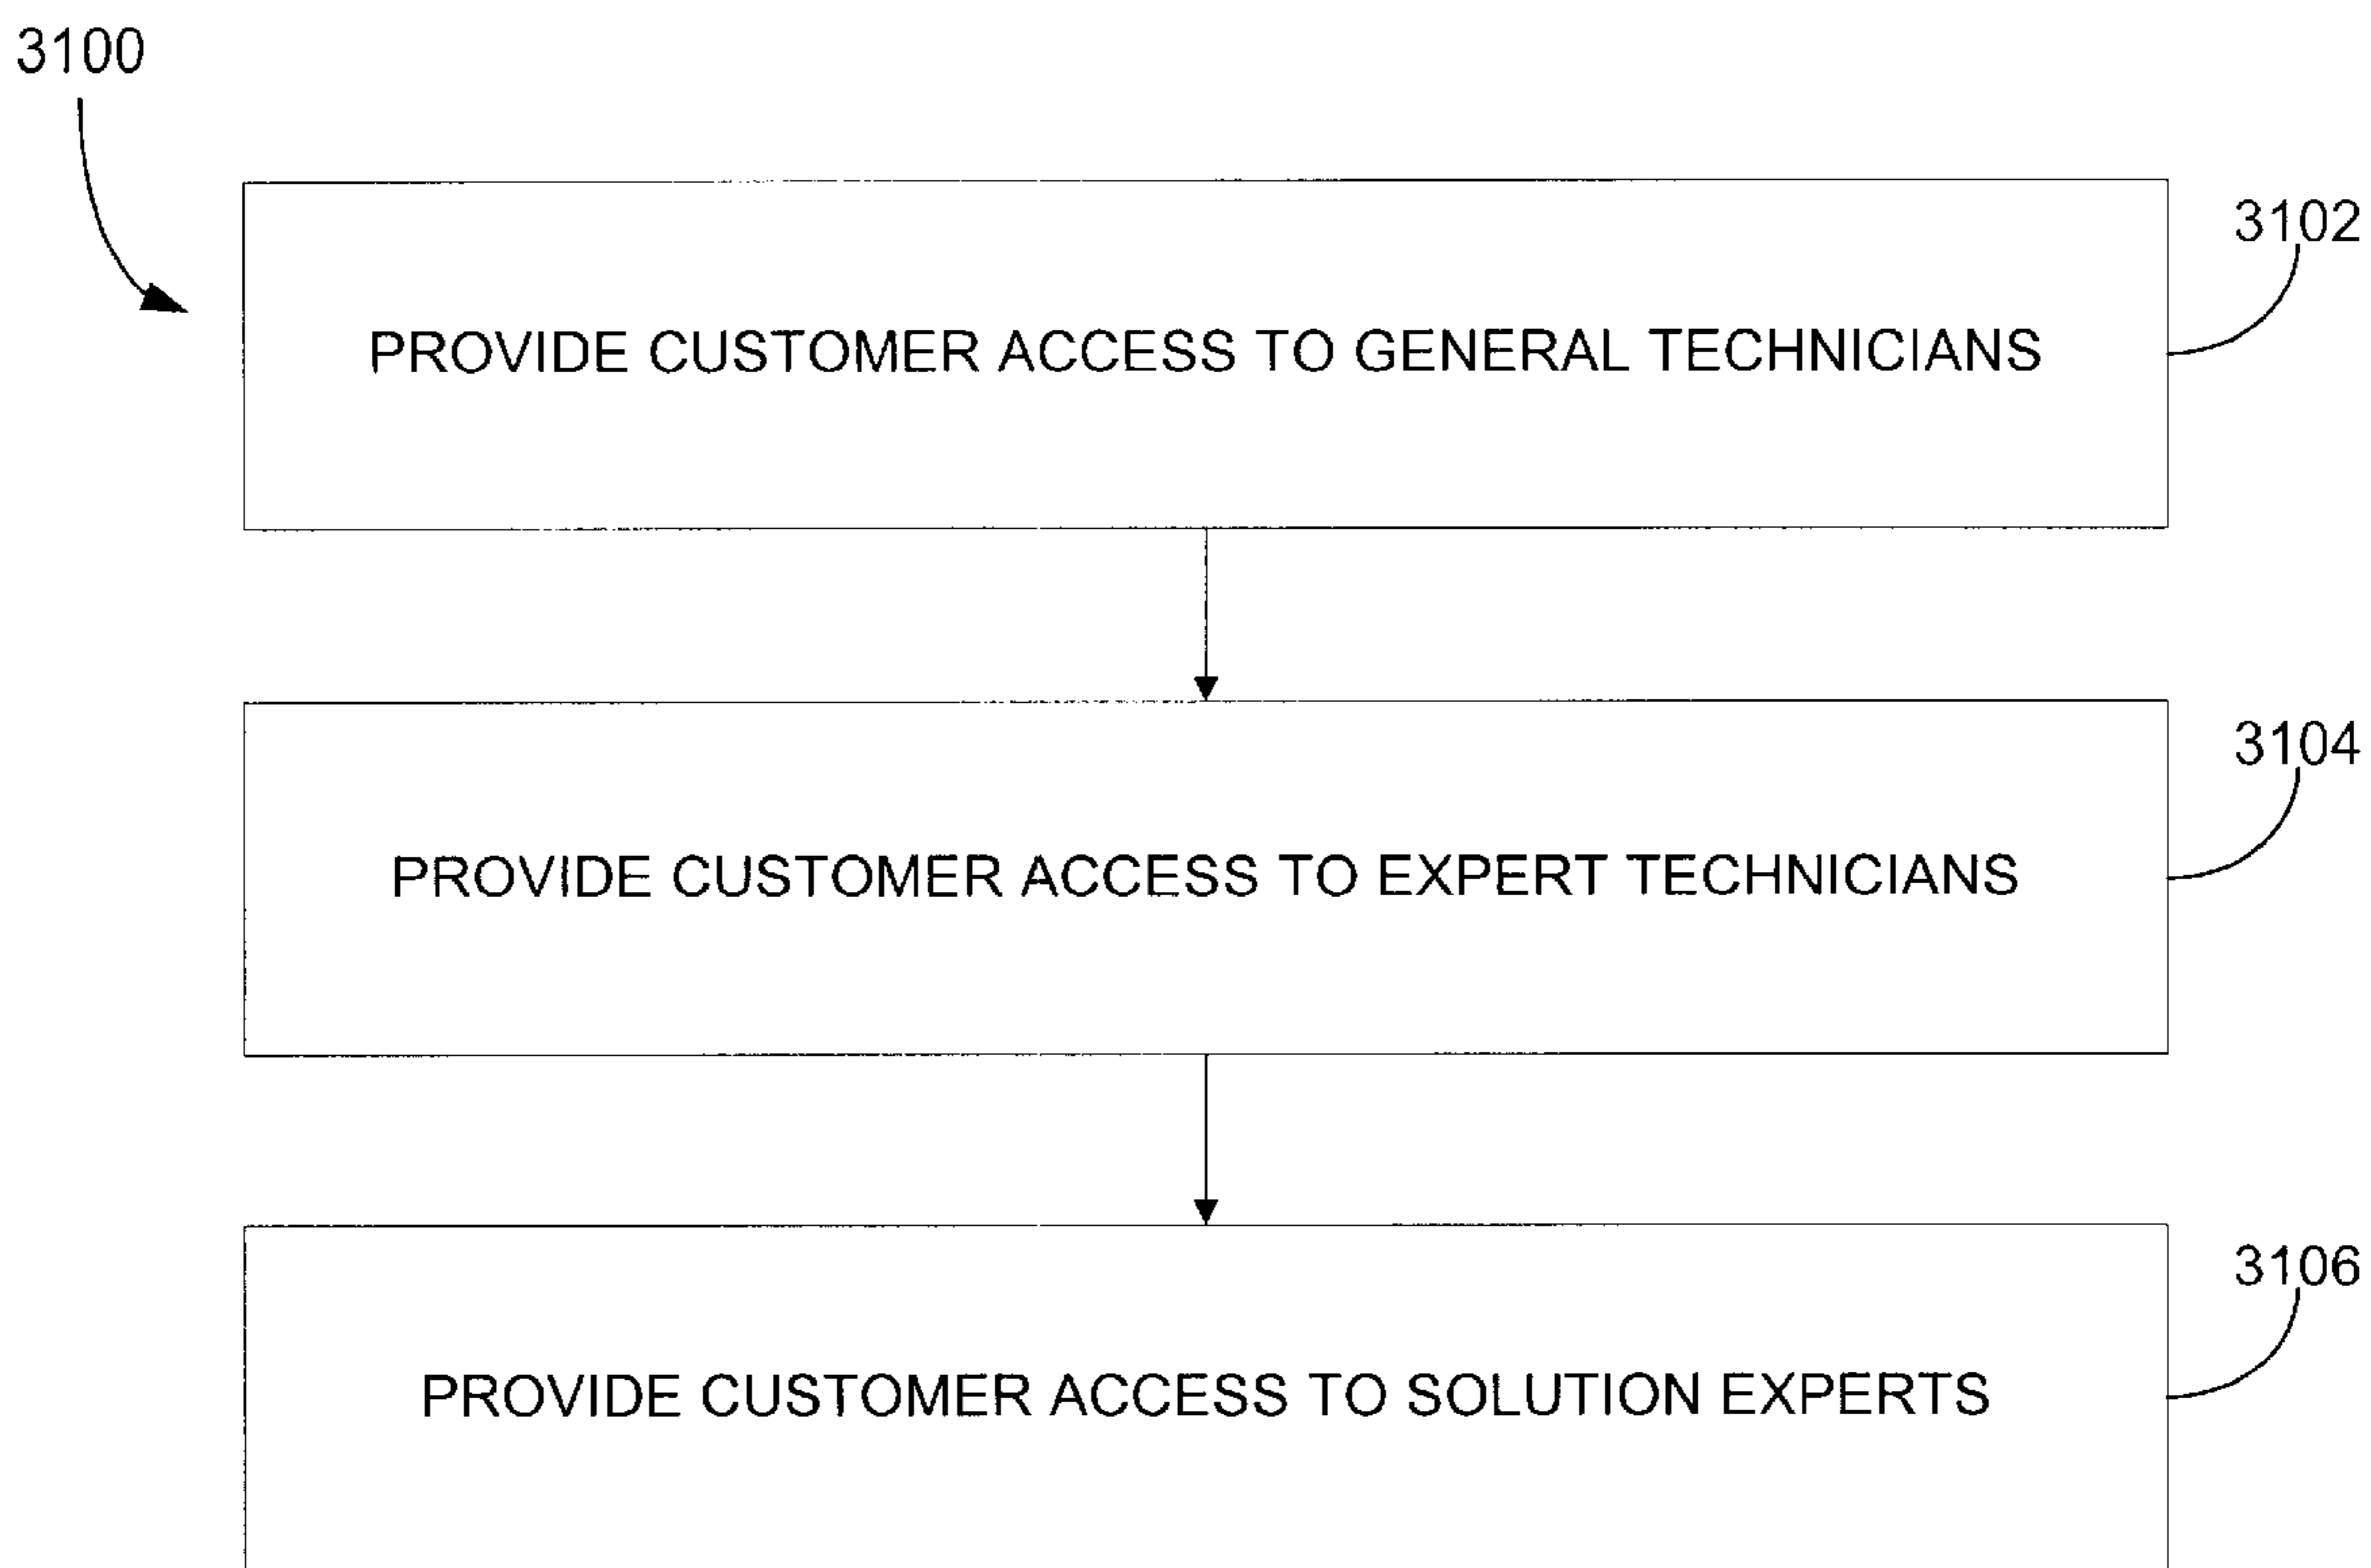 3100
3102
PROVIDE CUSTOMER ACCESS TO GENERAL TECHNICIANS
3104
PROVIDE CUSTOMER ACCESS TO EXPERT TECHNICIANS
3106
PROVIDE CUSTOMER ACCESS TO SOLUTION EXPERTS